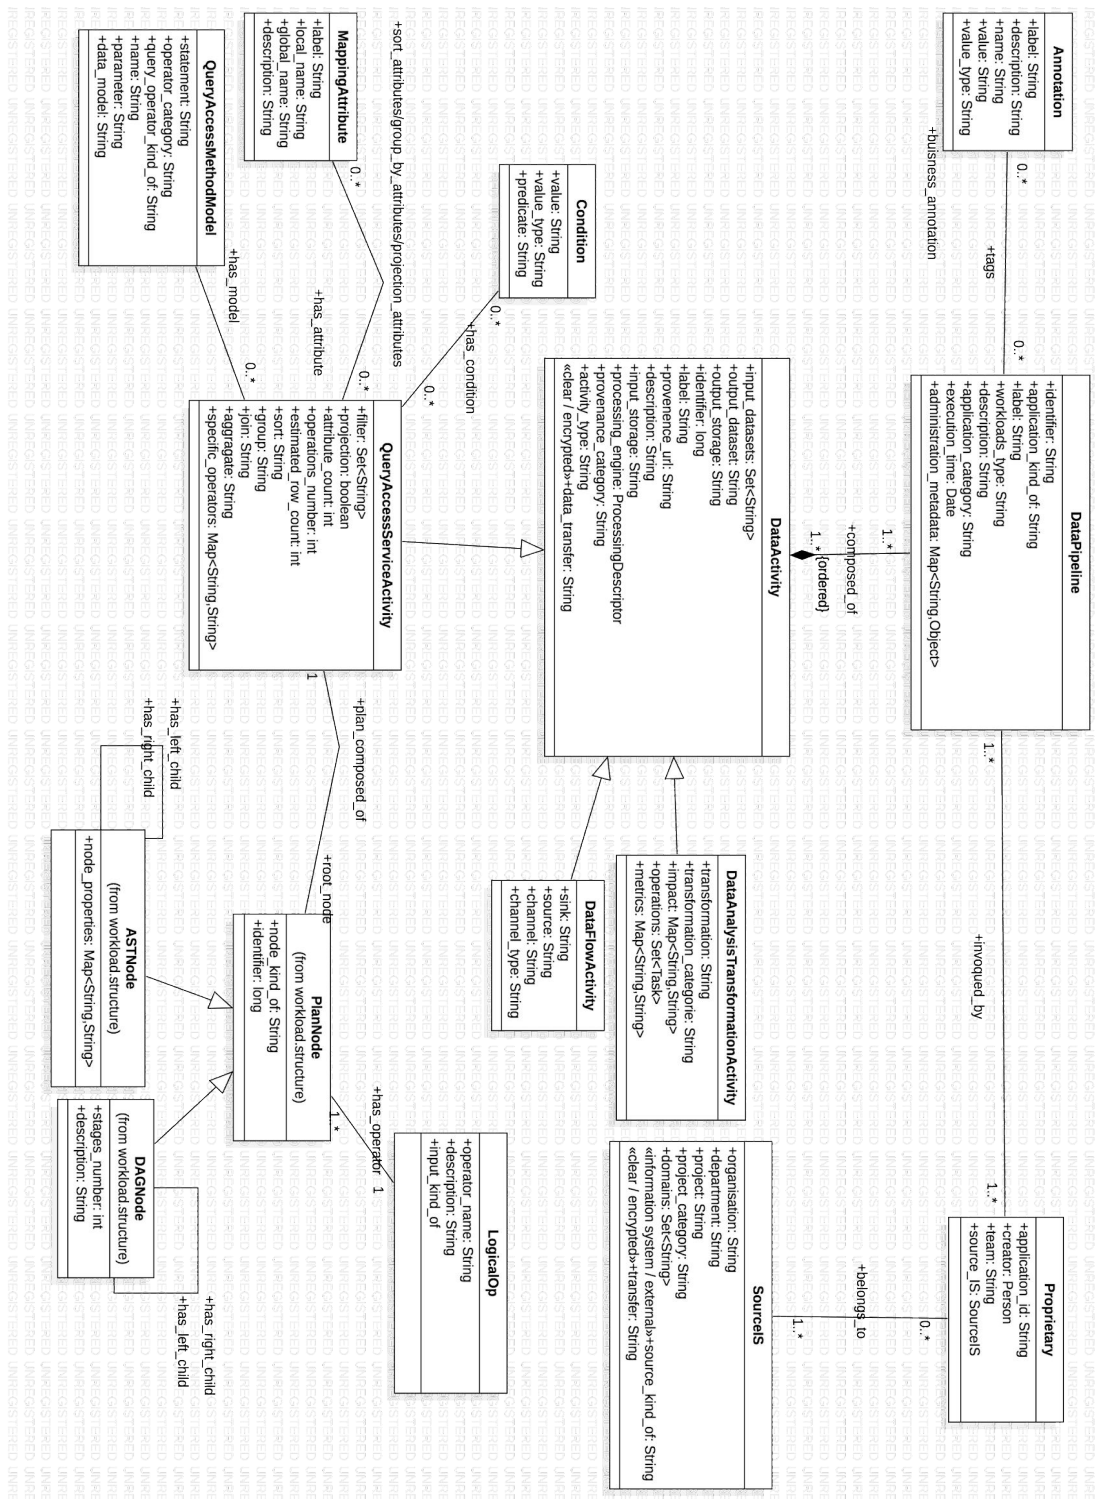 Annotation
+label: String
+description: String
+name: String
+value: String
+value_type: String
0..*
+tags
+buisness_annotation
0..*
DataPipeline
+identifier: String
+application_kind_of: String
+label: String
+workloads_type: String
+description: String
+application_category: String
+execution_time: Date
+administration_metadata: Map<String,Object>
1..*
+invoqued_by
1..*
Proprietary
+application_id: String
+creator: Person
+team: String
+source_IS: SourceIS
0..*
+belongs_to
1..*
1..*
+composed_of
1..* {ordered}
DataActivity
+input_datasets: Set<String>
+output_dataset: String
+output_storage: String
+identifier: long
+label: String
+provenence_url: String
+description: String
+input_storage: String
+processing_engine: ProcessingDescriptor
+provenance_category: String
+activity_type: String
«clear / encrypted»+data_transfer: String
SourceIS
+organisation: String
+department: String
+project: String
+project_category: String
+domains: Set<String>
«information system / external»+source_kind_of: String
«clear / encrypted»+transfer: String
DataAnalysisTransformationActivity
+transformation: String
+transformation_categorie: String
+impact: Map<String,String>
+operations: Set<Task>
+metrics: Map<String,String>
DataFlowActivity
+sink: String
+source: String
+channel: String
+channel_type: String
Condition
+value: String
+value_type: String
+predicate: String
0..*
+has_condition
0..*
MappingAttribute
+label: String
+local_name: String
+global_name: String
+description: String
0..*
+sort_attributes/group_by_attributes/projection_attributes
+has_attribute
0..*
QueryAccessServiceActivity
+filter: Set<String>
+projection: boolean
+attribute_count: int
+operations_number: int
+estimated_row_count: int
+sort: String
+group: String
+join: String
+aggragate: String
+specific_operators: Map<String,String>
QueryAccessMethodModel
+statement: String
+operator_category: String
+query_operator_kind_of: String
+name: String
+parameter: String
+data_model: String
+has_model
0..*
1
+plan_composed_of
+root_node
PlanNode
(from workload.structure)
+node_kind_of: String
+identifier: long
1..*
+has_operator
1
LogicalOp
+operator_name: String
+description: String
+input_kind_of
+has_left_child
+has_right_child
ASTNode
(from workload.structure)
+node_properties: Map<String,String>
DAGNode
(from workload.structure)
+stages_number: int
+description: String
+has_right_child
+has_left_child